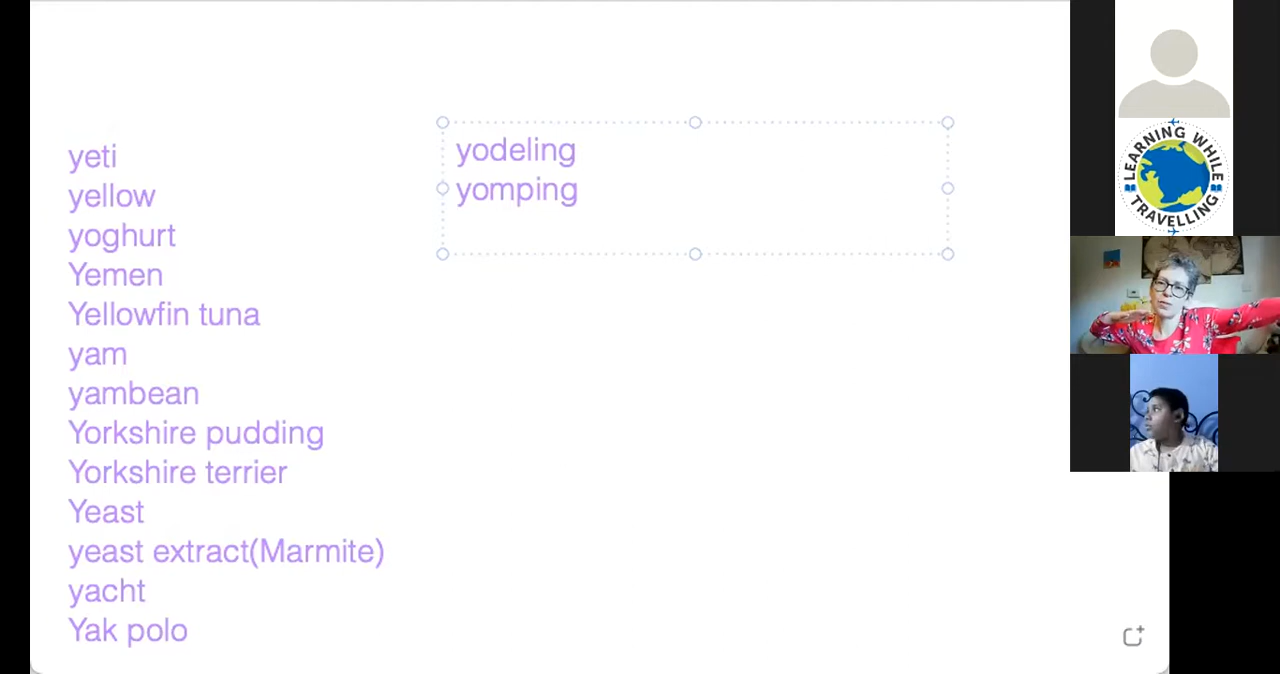 yeti
yellow
yoghurt
Yemen
Yellowfin tuna
yam
yambean
Yorkshire pudding
Yorkshire terrier
Yeast
yeast extract(Marmite)
yacht
Yak polo
yodeling
yomping
LEARNING WHILE
TRAVELLING